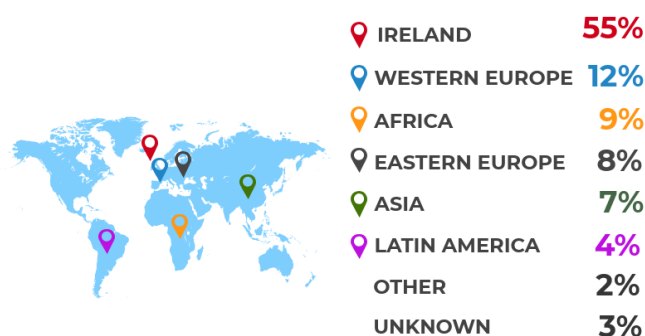 IRELAND 55%
WESTERN EUROPE 12%
AFRICA 9%
EASTERN EUROPE 8%
ASIA 7%
LATIN AMERICA 4%
OTHER 2%
UNKNOWN 3%